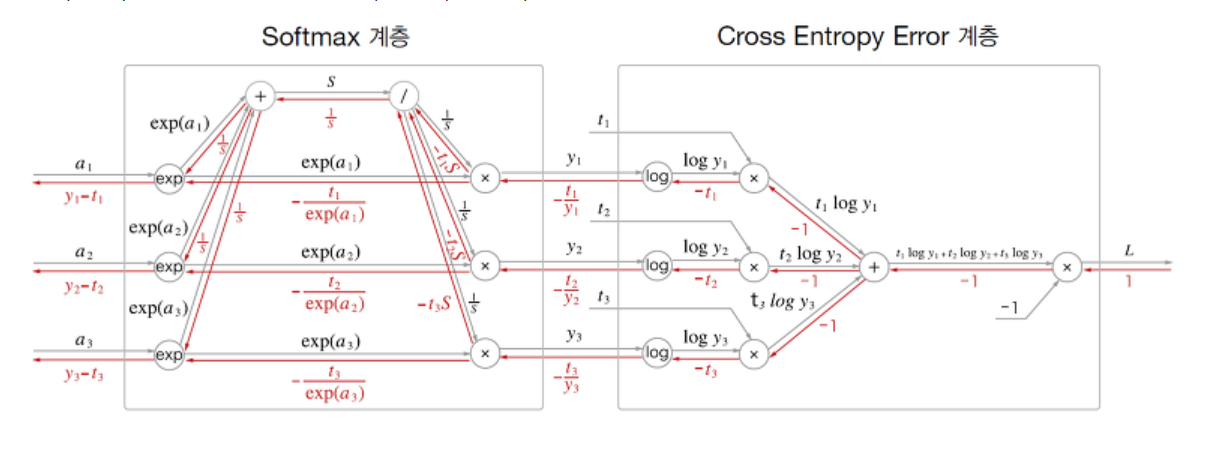 Softmax 계층
Cross Entropy Error 계층
S
+
/
1/S
1/S
exp(a₁)
1/S
-t₁S
a₁
exp
exp(a₁)
×
y₁
log
log y₁
×
t₁
y₁-t₁
- t₁/exp(a₁)
- t₁/y₁
-t₁
t₁ log y₁
-1
exp(a₂)
1/S
1/S
1/S
-t₂S
a₂
exp
exp(a₂)
×
y₂
log
log y₂
×
t₂
t₂ log y₂
+
t₁ log y₁+t₂ log y₂+t₃ log y₃
×
L
y₂-t₂
- t₂/exp(a₂)
- t₂/y₂
-t₂
-1
-1
1
exp(a₃)
-t₃S
1/S
t₃
t₃ log y₃
-1
-1
a₃
exp
exp(a₃)
×
y₃
log
log y₃
×
y₃-t₃
- t₃/exp(a₃)
- t₃/y₃
-t₃